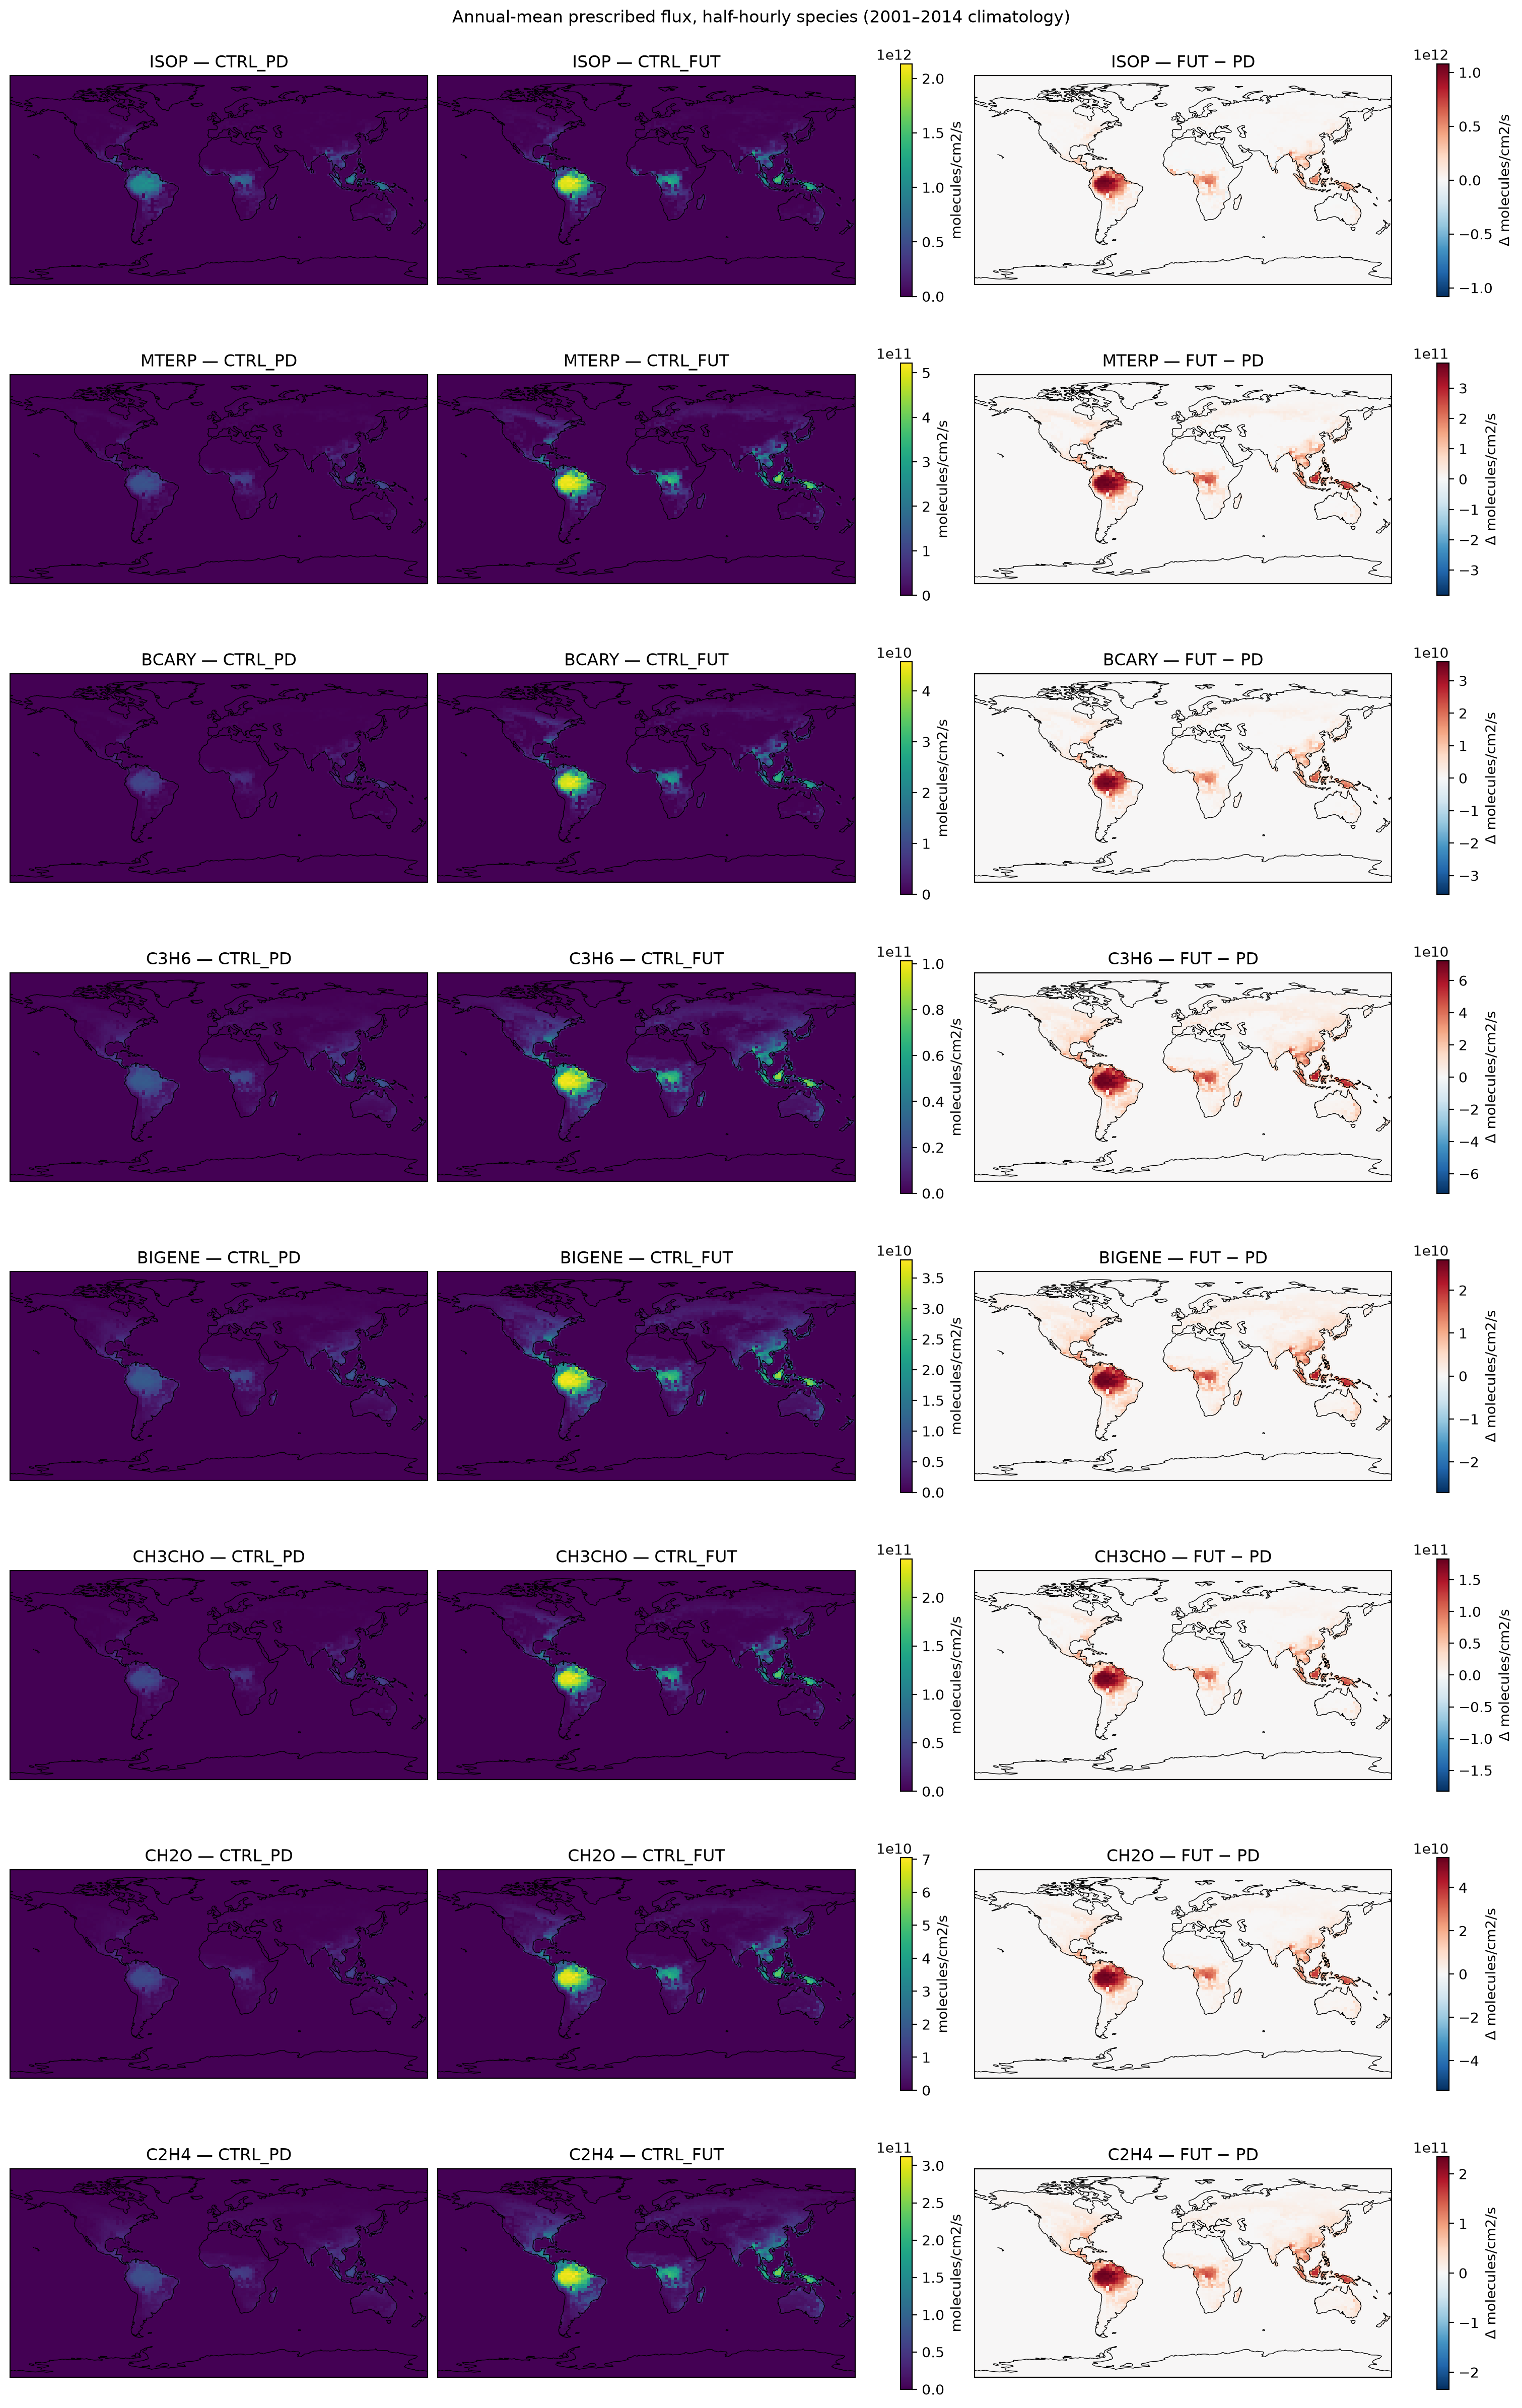 Annual-mean prescribed flux, half-hourly species (2001–2014 climatology)
ISOP — CTRL_PD
ISOP — CTRL_FUT
1e12
2.0
1.5
1.0
0.5
0.0
molecules/cm2/s
ISOP — FUT − PD
1e12
1.0
0.5
0.0
−0.5
−1.0
Δ molecules/cm2/s
MTERP — CTRL_PD
MTERP — CTRL_FUT
1e11
5
4
3
2
1
0
molecules/cm2/s
MTERP — FUT − PD
1e11
3
2
1
0
−1
−2
−3
Δ molecules/cm2/s
BCARY — CTRL_PD
BCARY — CTRL_FUT
1e10
4
3
2
1
0
molecules/cm2/s
BCARY — FUT − PD
1e10
3
2
1
0
−1
−2
−3
Δ molecules/cm2/s
C3H6 — CTRL_PD
C3H6 — CTRL_FUT
1e11
1.0
0.8
0.6
0.4
0.2
0.0
molecules/cm2/s
C3H6 — FUT − PD
1e10
6
4
2
0
−2
−4
−6
Δ molecules/cm2/s
BIGENE — CTRL_PD
BIGENE — CTRL_FUT
1e10
3.5
3.0
2.5
2.0
1.5
1.0
0.5
0.0
molecules/cm2/s
BIGENE — FUT − PD
1e10
2
1
0
−1
−2
Δ molecules/cm2/s
CH3CHO — CTRL_PD
CH3CHO — CTRL_FUT
1e11
2.0
1.5
1.0
0.5
0.0
molecules/cm2/s
CH3CHO — FUT − PD
1e11
1.5
1.0
0.5
0.0
−0.5
−1.0
−1.5
Δ molecules/cm2/s
CH2O — CTRL_PD
CH2O — CTRL_FUT
1e10
7
6
5
4
3
2
1
0
molecules/cm2/s
CH2O — FUT − PD
1e10
4
2
0
−2
−4
Δ molecules/cm2/s
C2H4 — CTRL_PD
C2H4 — CTRL_FUT
1e11
3.0
2.5
2.0
1.5
1.0
0.5
0.0
molecules/cm2/s
C2H4 — FUT − PD
1e11
2
1
0
−1
−2
Δ molecules/cm2/s